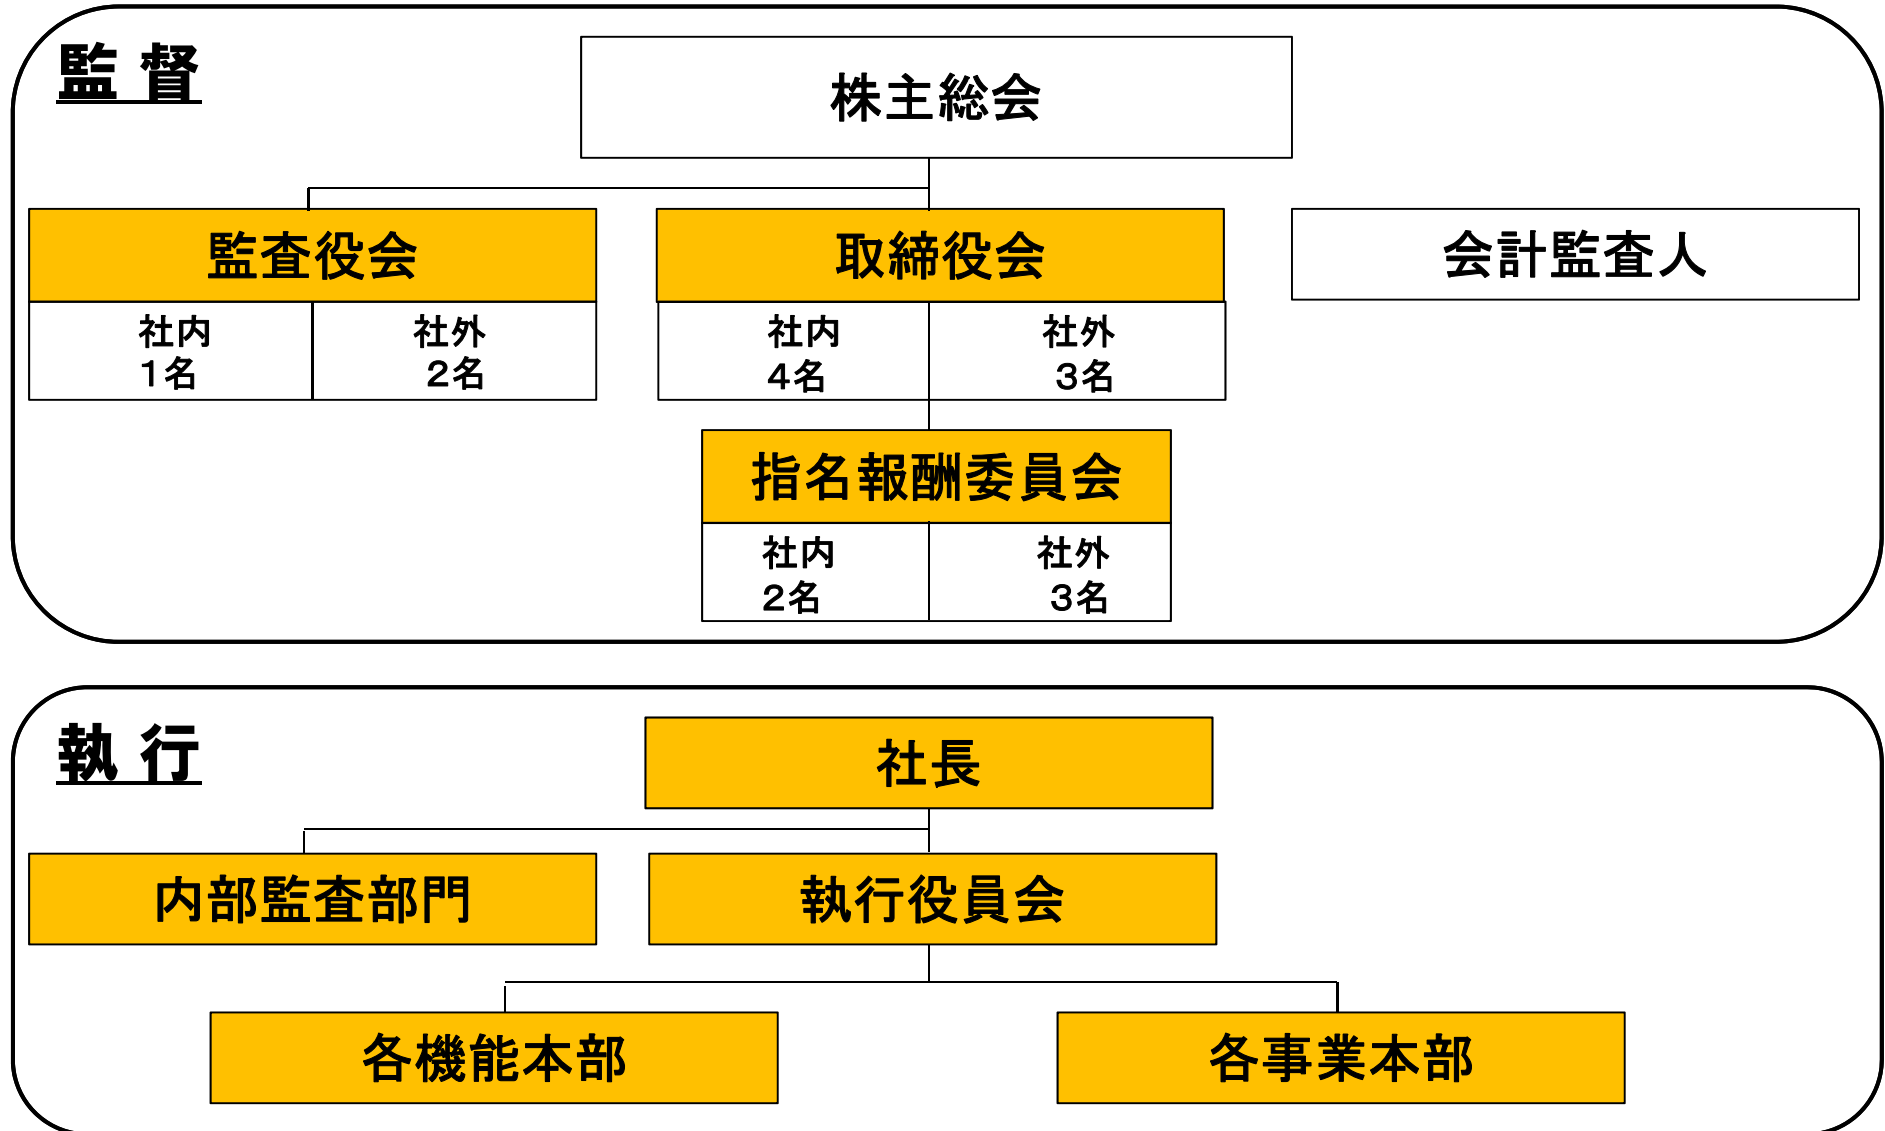 監 督
株主総会
監査役会
取締役会
会計監査人
社内
1名
社外
2名
社内
4名
社外
3名
指名報酬委員会
社内
2名
社外
3名
執 行
社長
内部監査部門
執行役員会
各機能本部
各事業本部